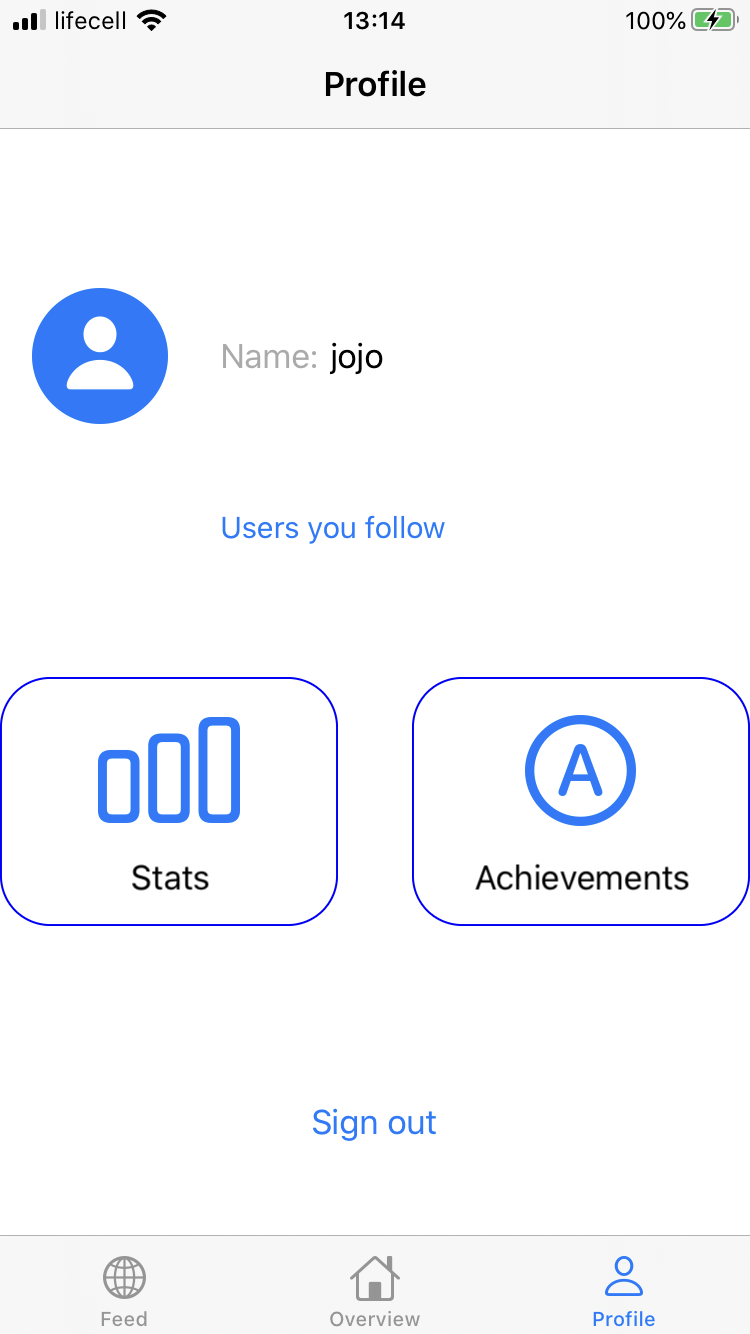 lifecell 13:14 100%
Profile
Name: jojo
Users you follow
A
Stats Achievements
Sign out
Feed Overview Profile